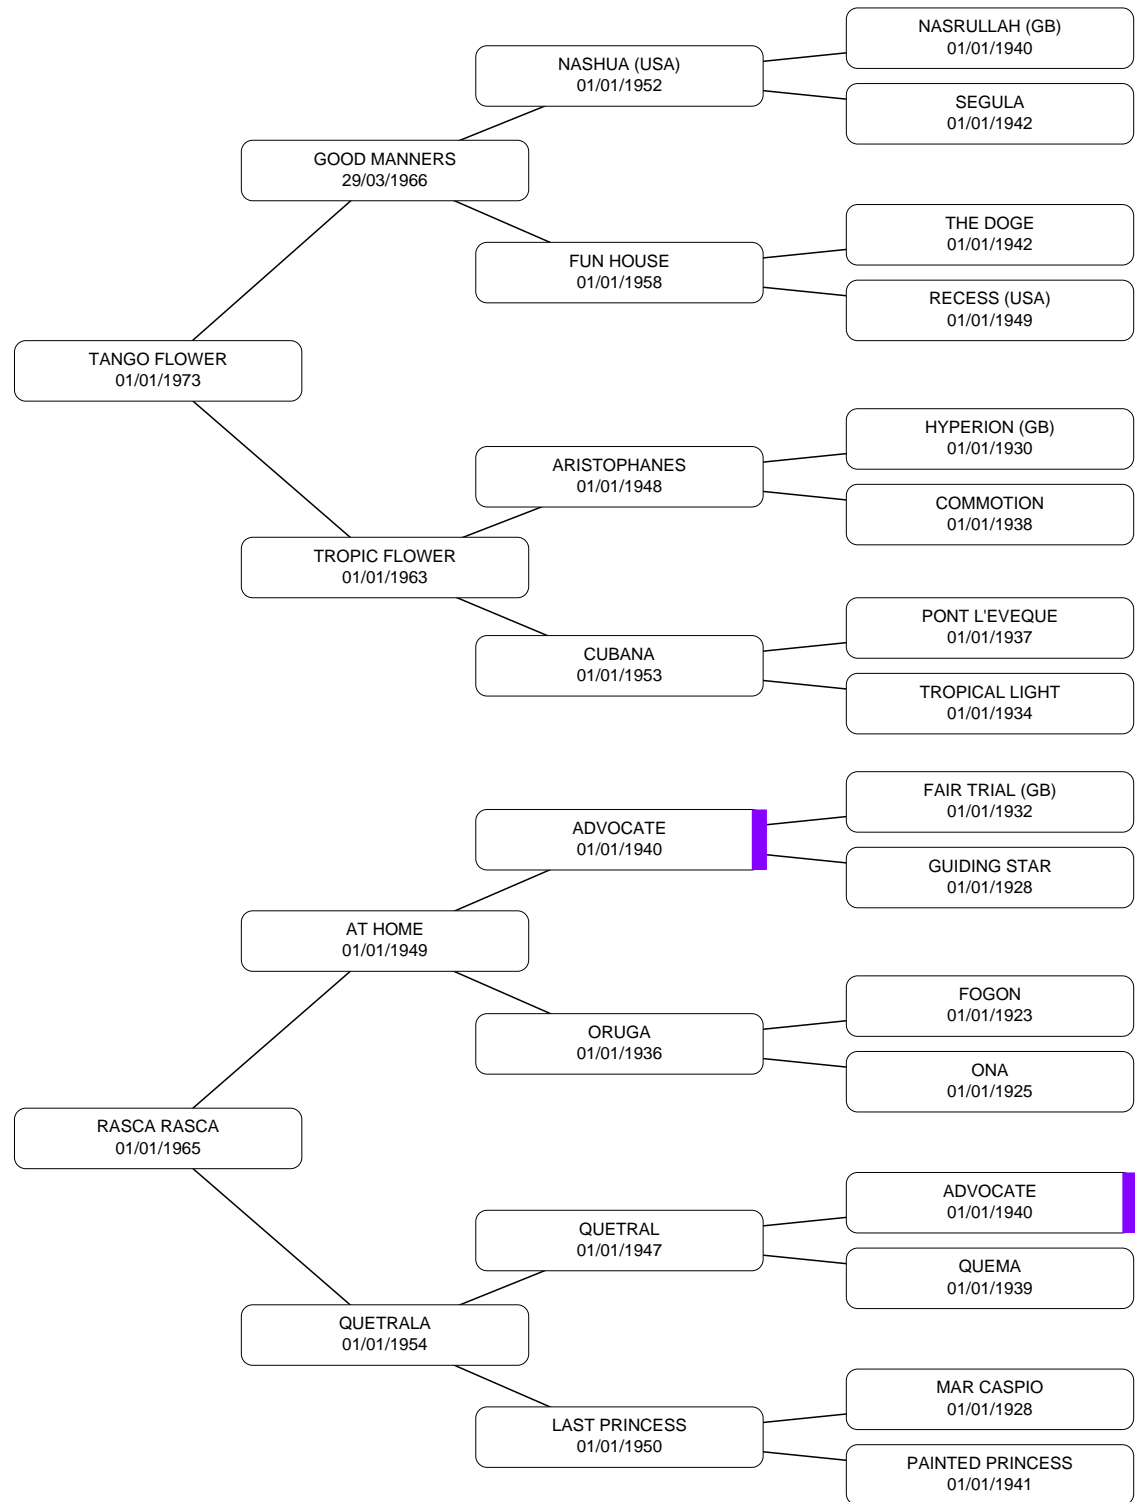 NASRULLAH (GB)
01/01/1940
NASHUA (USA)
01/01/1952
SEGULA
01/01/1942
GOOD MANNERS
29/03/1966
THE DOGE
01/01/1942
FUN HOUSE
01/01/1958
RECESS (USA)
01/01/1949
TANGO FLOWER
01/01/1973
HYPERION (GB)
01/01/1930
ARISTOPHANES
01/01/1948
COMMOTION
01/01/1938
TROPIC FLOWER
01/01/1963
PONT L'EVEQUE
01/01/1937
CUBANA
01/01/1953
TROPICAL LIGHT
01/01/1934
FAIR TRIAL (GB)
01/01/1932
ADVOCATE
01/01/1940
GUIDING STAR
01/01/1928
AT HOME
01/01/1949
FOGON
01/01/1923
ORUGA
01/01/1936
ONA
01/01/1925
RASCA RASCA
01/01/1965
ADVOCATE
01/01/1940
QUETRAL
01/01/1947
QUEMA
01/01/1939
QUETRALA
01/01/1954
MAR CASPIO
01/01/1928
LAST PRINCESS
01/01/1950
PAINTED PRINCESS
01/01/1941